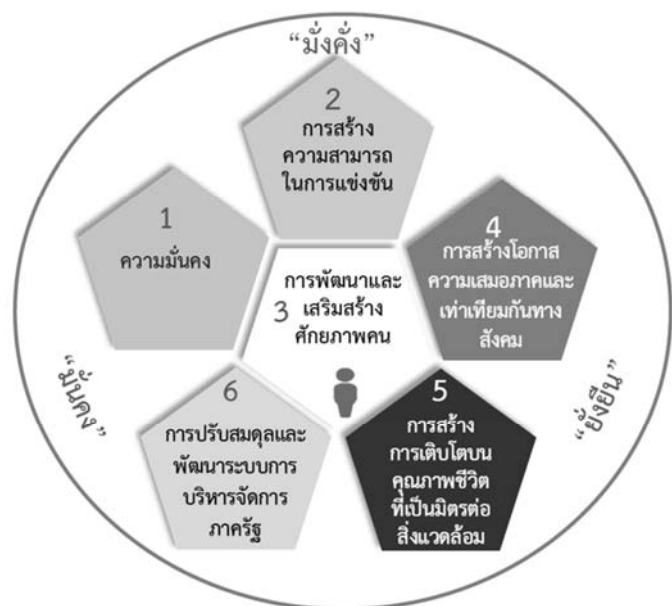 “มั่งคั่ง”
2
การสร้าง
ความสามารถ
ในการแข่งขัน
1
ความมั่นคง
4
การสร้างโอกาส
ความเสมอภาคและ
เท่าเทียมกันทาง
สังคม
การพัฒนาและ
3 เสริมสร้าง
ศักยภาพคน
“มั่นคง”
6
การปรับสมดุลและ
พัฒนาระบบการ
บริหารจัดการ
ภาครัฐ
5
การสร้าง
การเติบโตบน
คุณภาพชีวิต
ที่เป็นมิตรต่อ
สิ่งแวดล้อม
“ยั่งยืน”